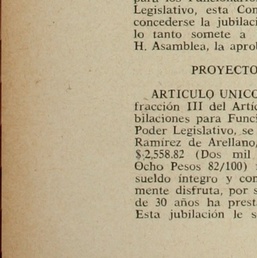 para los Funcionarios
Legislativo, esta Com
concederse la jubilaci
lo tanto somete a
H. Asamblea, la aprob
PROYECTO
ARTICULO UNICO
fracción III del Artíc
bilaciones para Funci
Poder Legislativo, se
Ramírez de Arellano,
$ 2,558.82 (Dos mil
Ocho Pesos 82/100)
sueldo íntegro y con
mente disfruta, por s
de 30 años ha prest
Esta jubilación le s